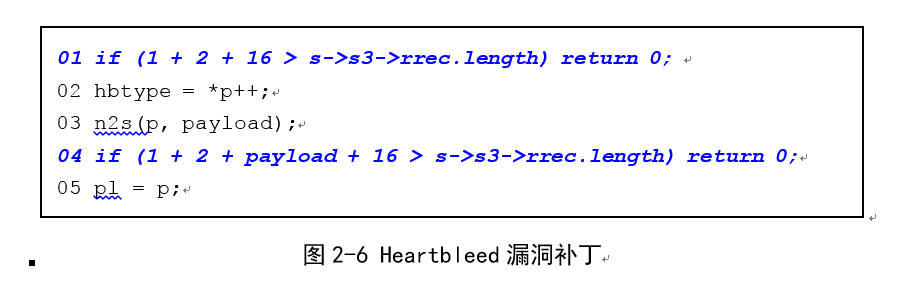 01 if (1 + 2 + 16 > s->s3->rrec.length) return 0;
02 hbtype = *p++;
03 n2s(p, payload);
04 if (1 + 2 + payload + 16 > s->s3->rrec.length) return 0;
05 pl = p;
图 2-6 Heartbleed 漏洞补丁